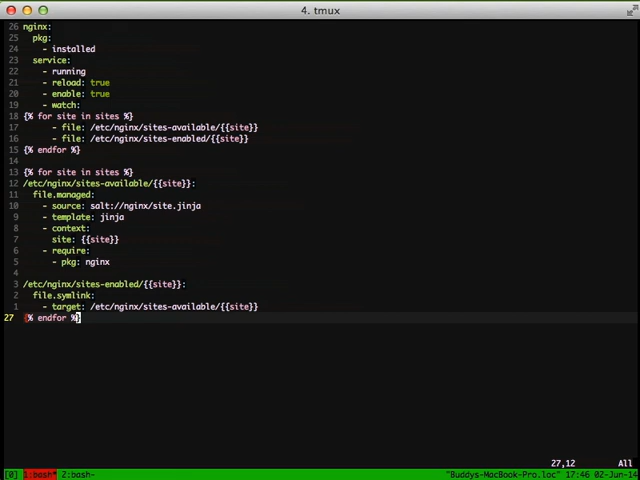 4. tmux
26 nginx:
25   pkg:
24     - installed
23   service:
22     - running
21     - reload: true
20     - enable: true
19     - watch:
18 {% for site in sites %}
17       - file: /etc/nginx/sites-available/{{site}}
16       - file: /etc/nginx/sites-enabled/{{site}}
15 {% endfor %}
14
13 {% for site in sites %}
12 /etc/nginx/sites-available/{{site}}:
11   file.managed:
10     - source: salt://nginx/site.jinja
9     - template: jinja
8     - context:
7       site: {{site}}
6     - require:
5       - pkg: nginx
4
3 /etc/nginx/sites-enabled/{{site}}:
2   file.symlink:
1     - target: /etc/nginx/sites-available/{{site}}
27 {% endfor %}
27,12 All
[0] 1:bash* 2:bash- "Buddys-MacBook-Pro.loc" 17:46 02-Jun-14